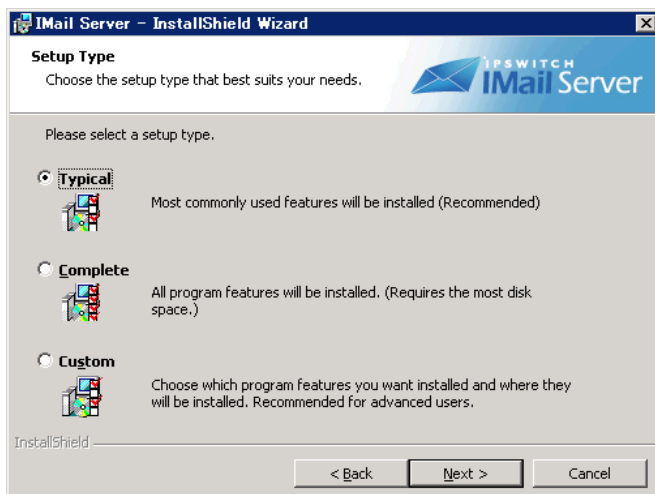 IMail Server - InstallShield Wizard
Setup Type
Choose the setup type that best suits your needs.
IPSWITCH
IMail Server
Please select a setup type.
Typical
Most commonly used features will be installed (Recommended)
Complete
All program features will be installed. (Requires the most disk
space.)
Custom
Choose which program features you want installed and where they
will be installed. Recommended for advanced users.
InstallShield
< Back
Next >
Cancel